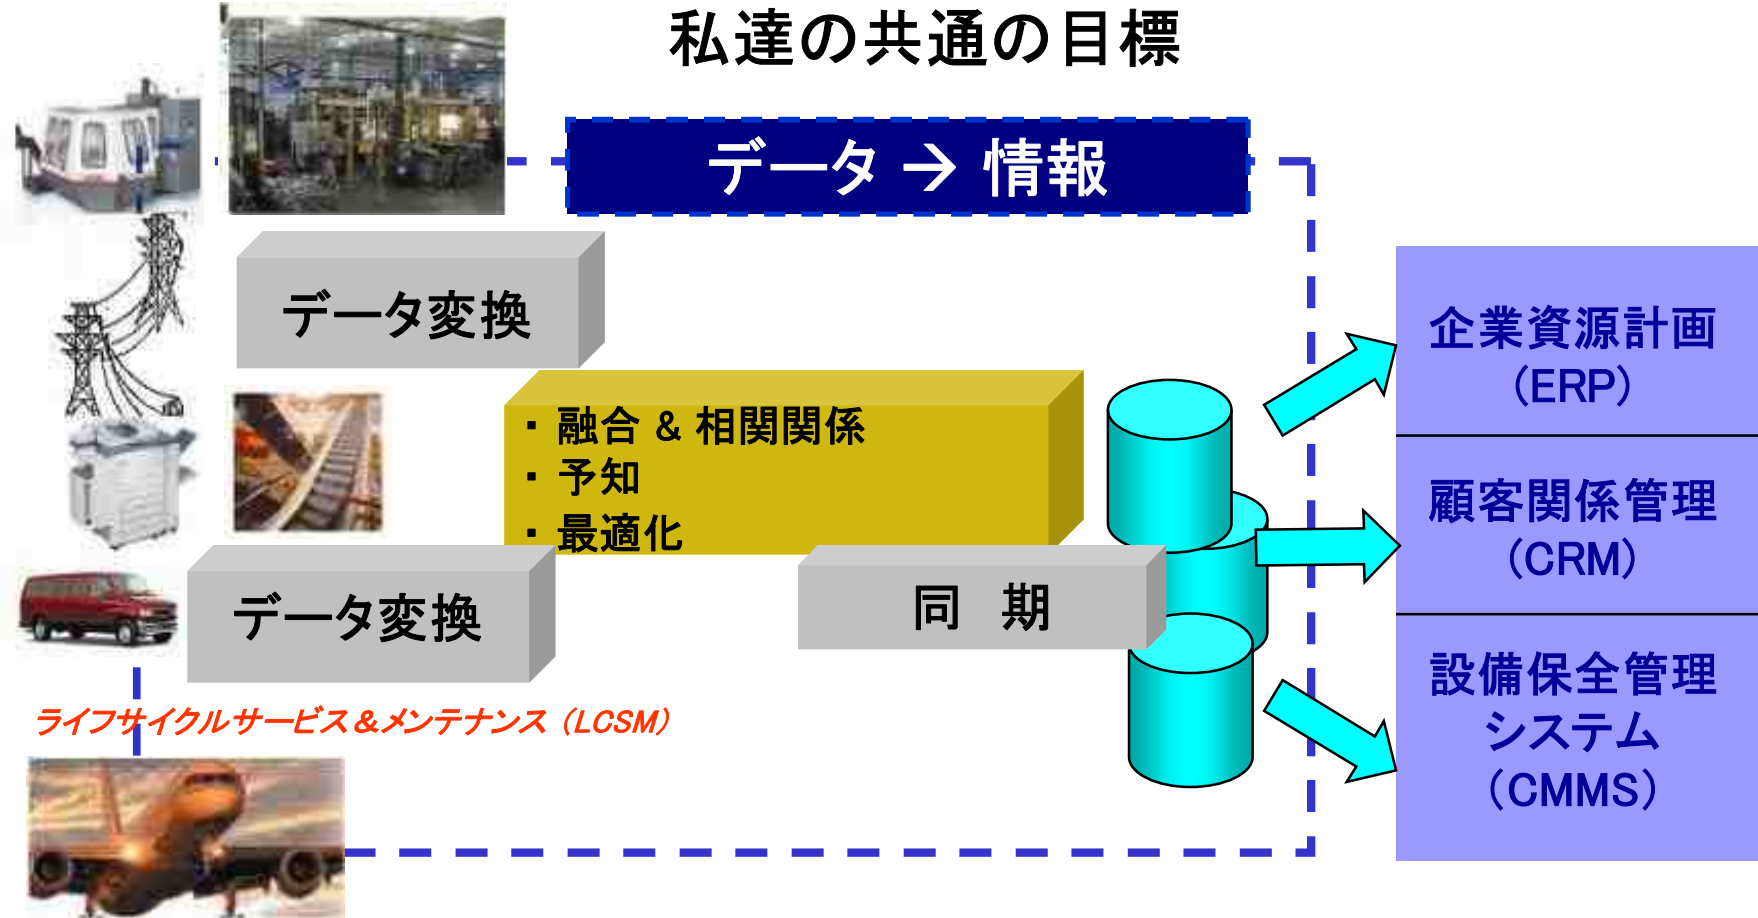 私達の共通の目標
データ → 情報
データ変換
・融合 & 相関関係
・予知
・最適化
データ変換
同 期
ライフサイクルサービス&メンテナンス（LCSM）
企業資源計画
（ERP）
顧客関係管理
（CRM）
設備保全管理
システム
（CMMS）